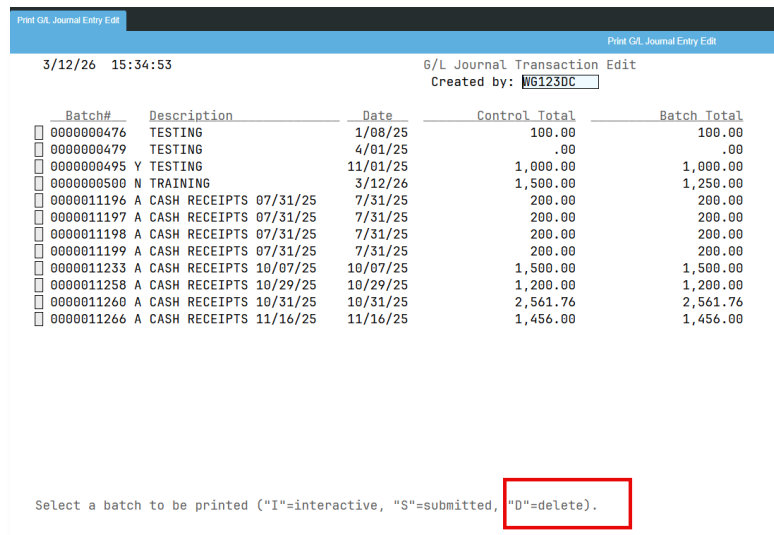 Print G/L Journal Entry Edit
Print G/L Journal Entry Edit
3/12/26 15:34:53 G/L Journal Transaction Edit
Created by: WG123DC
Batch# Description Date Control Total Batch Total
0000000476 TESTING 1/08/25 100.00 100.00
0000000479 TESTING 4/01/25 .00 .00
0000000495 Y TESTING 11/01/25 1,000.00 1,000.00
0000000500 N TRAINING 3/12/26 1,500.00 1,250.00
0000011196 A CASH RECEIPTS 07/31/25 7/31/25 200.00 200.00
0000011197 A CASH RECEIPTS 07/31/25 7/31/25 200.00 200.00
0000011198 A CASH RECEIPTS 07/31/25 7/31/25 200.00 200.00
0000011199 A CASH RECEIPTS 07/31/25 7/31/25 200.00 200.00
0000011233 A CASH RECEIPTS 10/07/25 10/07/25 1,500.00 1,500.00
0000011258 A CASH RECEIPTS 10/29/25 10/29/25 1,200.00 1,200.00
0000011260 A CASH RECEIPTS 10/31/25 10/31/25 2,561.76 2,561.76
0000011266 A CASH RECEIPTS 11/16/25 11/16/25 1,456.00 1,456.00
Select a batch to be printed ("I"=interactive, "S"=submitted, "D"=delete).